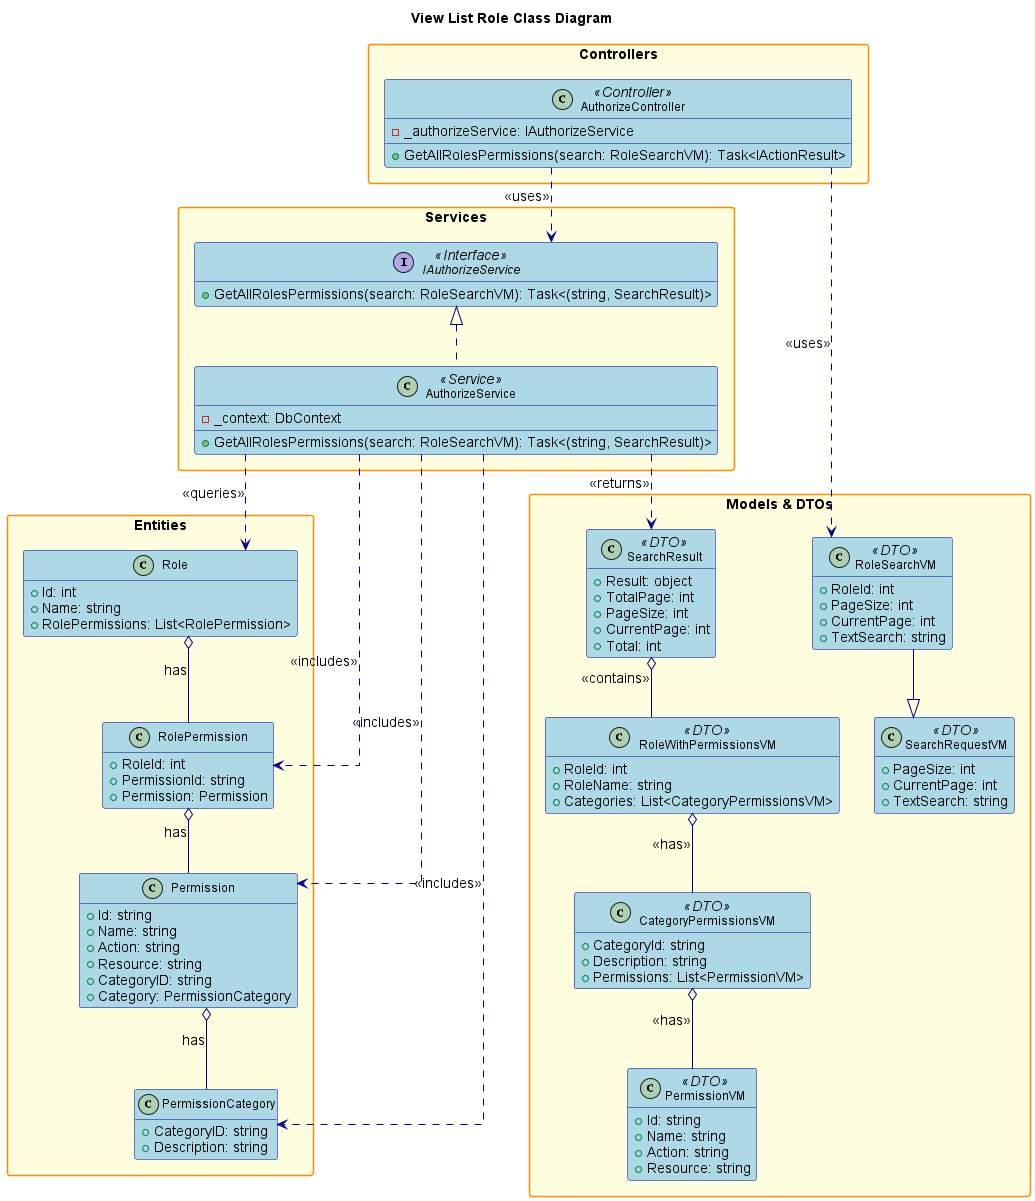 View List Role Class Diagram
Controllers
C
«Controller»
AuthorizeController
_authorizeService: IAuthorizeService
GetAllRolesPermissions(search: RoleSearchVM): Task<IActionResult>
«uses»
Services
I
«Interface»
IAuthorizeService
GetAllRolesPermissions(search: RoleSearchVM): Task<(string, SearchResult)>
«uses»
C
«Service»
AuthorizeService
_context: DbContext
GetAllRolesPermissions(search: RoleSearchVM): Task<(string, SearchResult)>
«queries»
«returns»
Entities
C
Role
Id: int
Name: string
RolePermissions: List<RolePermission>
has
«includes»
C
RolePermission
RoleId: int
PermissionId: string
Permission: Permission
«includes»
has
C
Permission
Id: string
Name: string
Action: string
Resource: string
CategoryID: string
Category: PermissionCategory
«includes»
has
C
PermissionCategory
CategoryID: string
Description: string
Models & DTOs
C
«DTO»
SearchResult
Result: object
TotalPage: int
PageSize: int
CurrentPage: int
Total: int
C
«DTO»
RoleSearchVM
RoleId: int
PageSize: int
CurrentPage: int
TextSearch: string
«contains»
C
«DTO»
RoleWithPermissionsVM
RoleId: int
RoleName: string
Categories: List<CategoryPermissionsVM>
C
«DTO»
SearchRequestVM
PageSize: int
CurrentPage: int
TextSearch: string
«has»
C
«DTO»
CategoryPermissionsVM
CategoryId: string
Description: string
Permissions: List<PermissionVM>
«has»
C
«DTO»
PermissionVM
Id: string
Name: string
Action: string
Resource: string